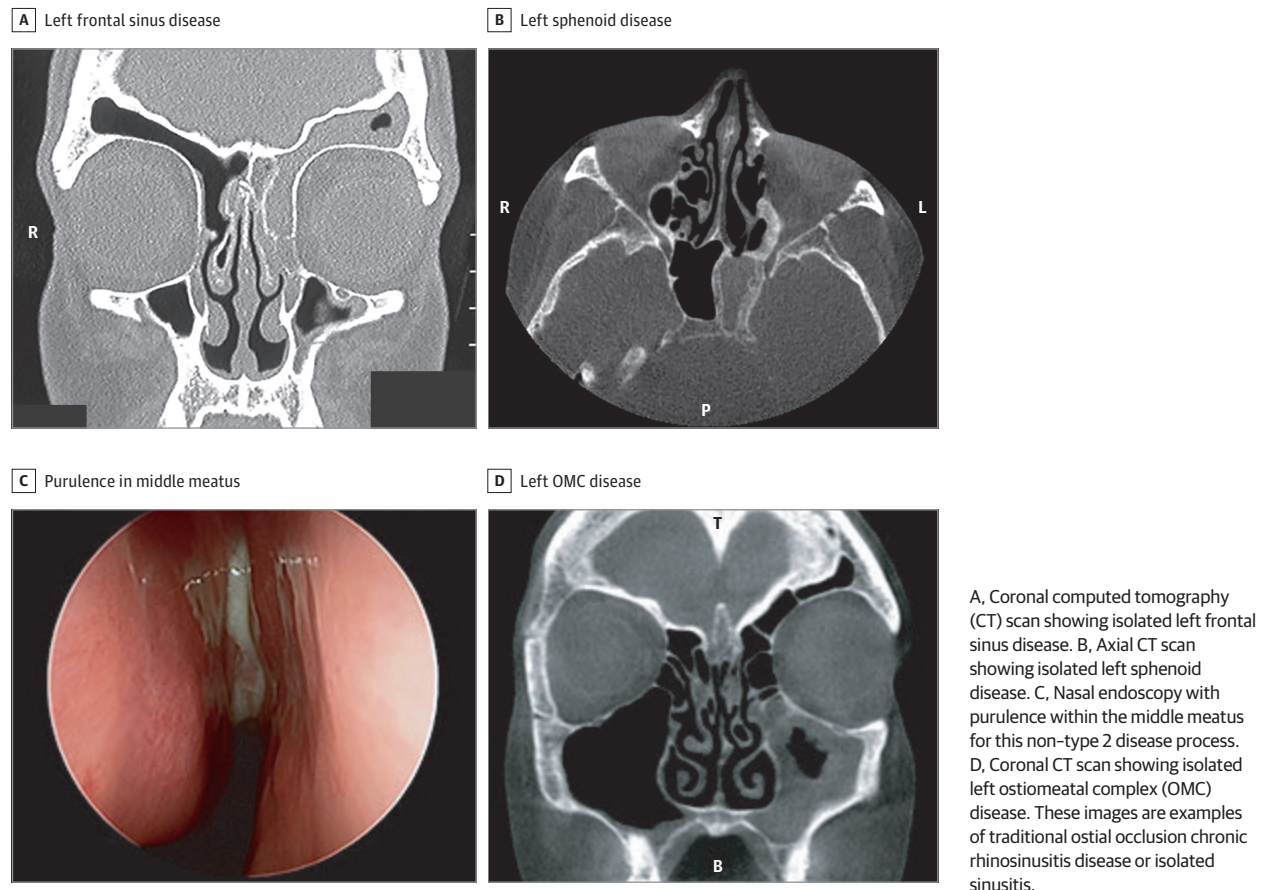 A Left frontal sinus disease
B Left sphenoid disease
R
R
L
P
C Purulence in middle meatus
D Left OMC disease
T
B
A, Coronal computed tomography
(CT) scan showing isolated left frontal
sinus disease. B, Axial CT scan
showing isolated left sphenoid
disease. C, Nasal endoscopy with
purulence within the middle meatus
for this non–type 2 disease process.
D, Coronal CT scan showing isolated
left ostiomeatal complex (OMC)
disease. These images are examples
of traditional ostial occlusion chronic
rhinosinusitis disease or isolated
sinusitis.